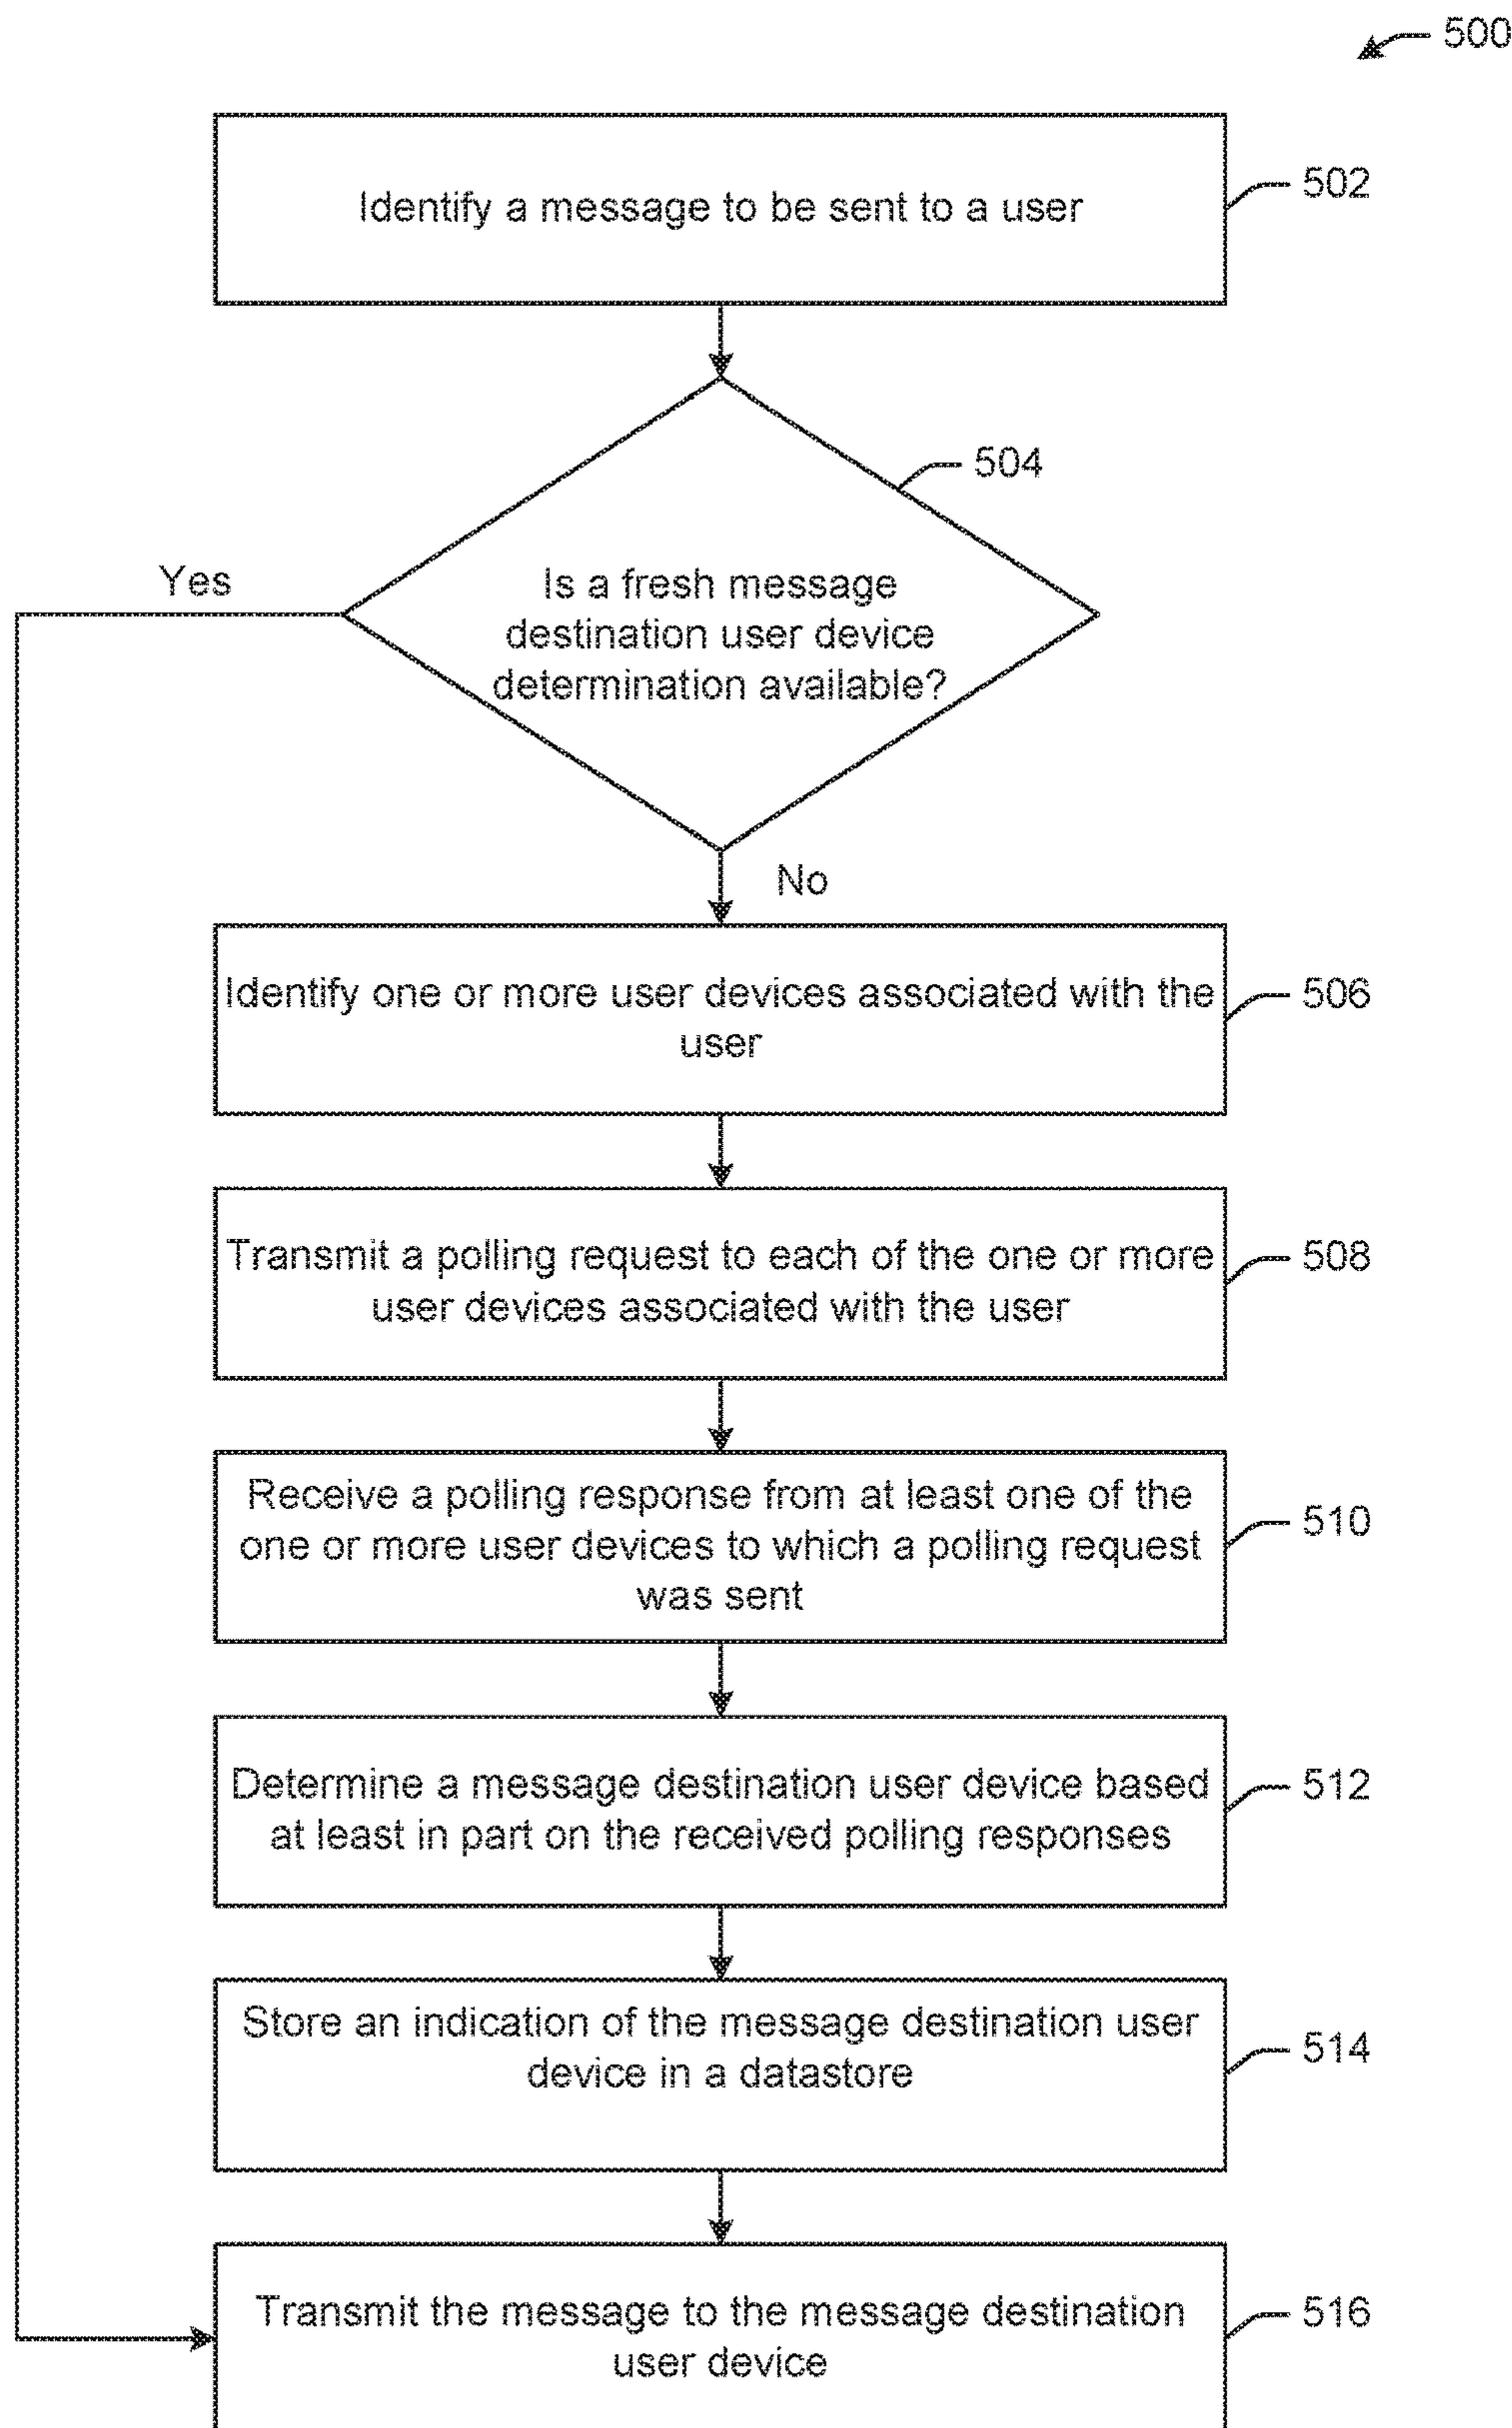 500
Identify a message to be sent to a user
502
504
Yes
Is a fresh message
destination user device
determination available?
No
Identify one or more user devices associated with the
user
506
Transmit a polling request to each of the one or more
user devices associated with the user
508
Receive a polling response from at least one of the
one or more user devices to which a polling request
was sent
510
Determine a message destination user device based
at least in part on the received polling responses
512
Store an indication of the message destination user
device in a datastore
514
Transmit the message to the message destination
user device
516